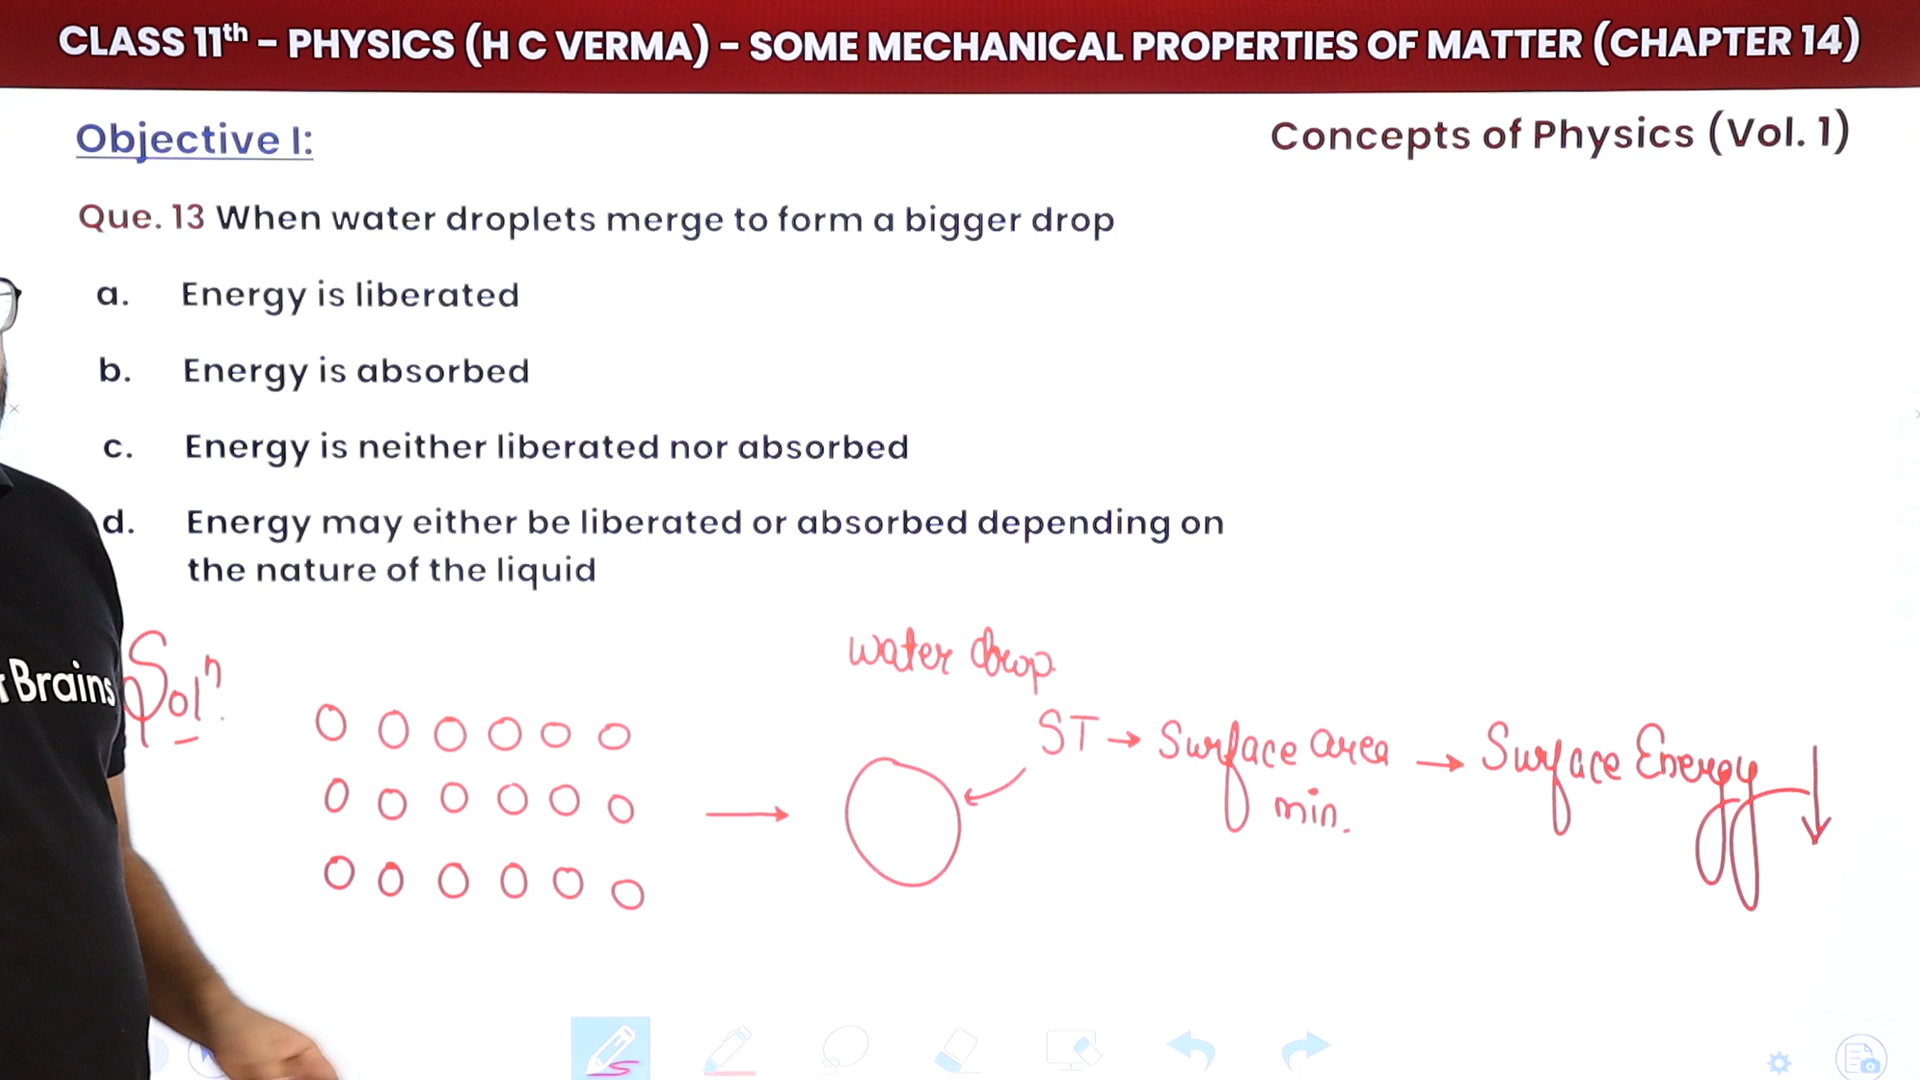 CLASS 11th - PHYSICS (H C VERMA) - SOME MECHANICAL PROPERTIES OF MATTER (CHAPTER 14)
Objective I:
Concepts of Physics (Vol. 1)
Que. 13 When water droplets merge to form a bigger drop
a. Energy is liberated
b. Energy is absorbed
c. Energy is neither liberated nor absorbed
d. Energy may either be liberated or absorbed depending on
the nature of the liquid
Brains
Solⁿ.
water drop
ST → Surface area → Surface Energy ↓
min.